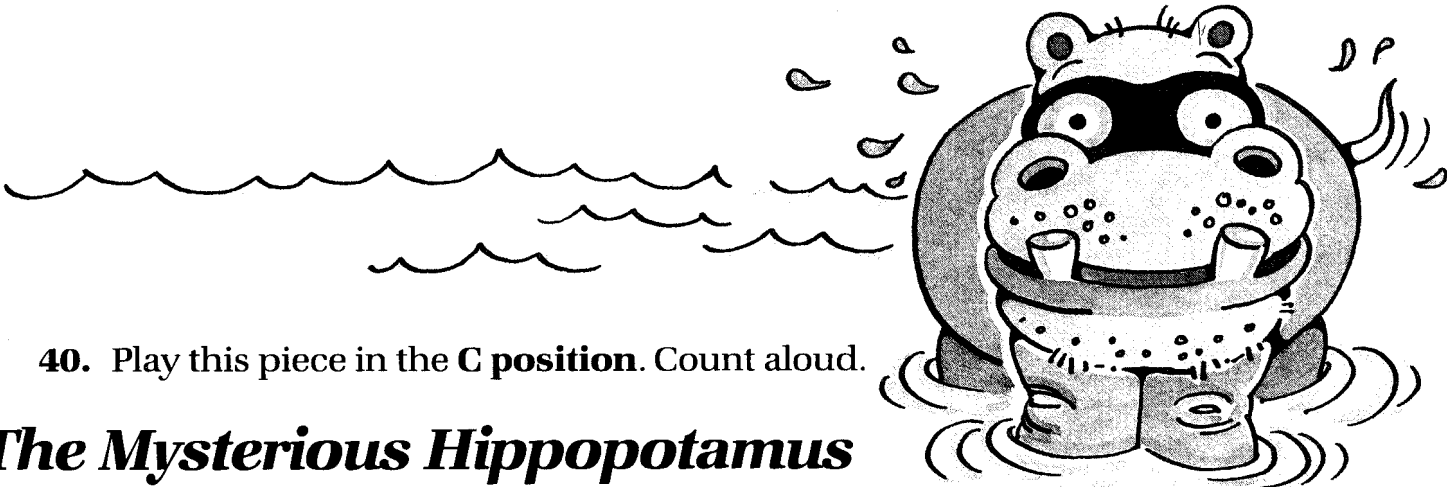 40. Play this piece in the C position. Count aloud.
The Mysterious Hippopotamus